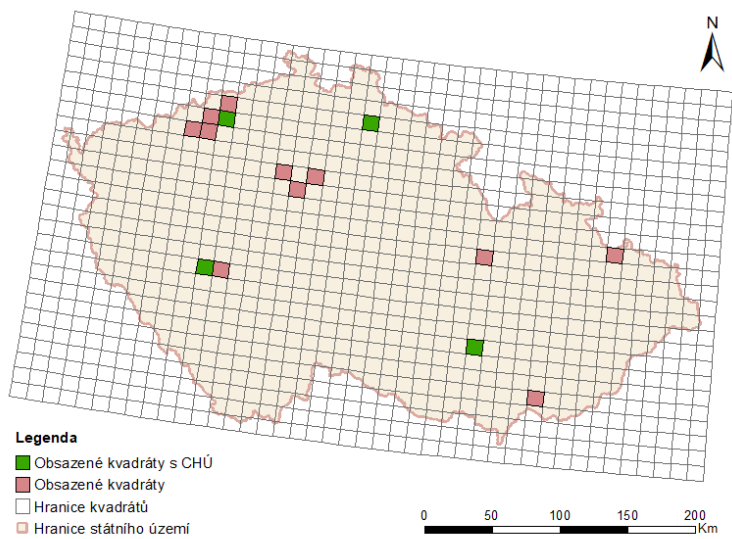 N
Legenda
Obsazené kvadráty s CHÚ
Obsazené kvadráty
Hranice kvadrátů
Hranice státního území
0 50 100 150 200
Km